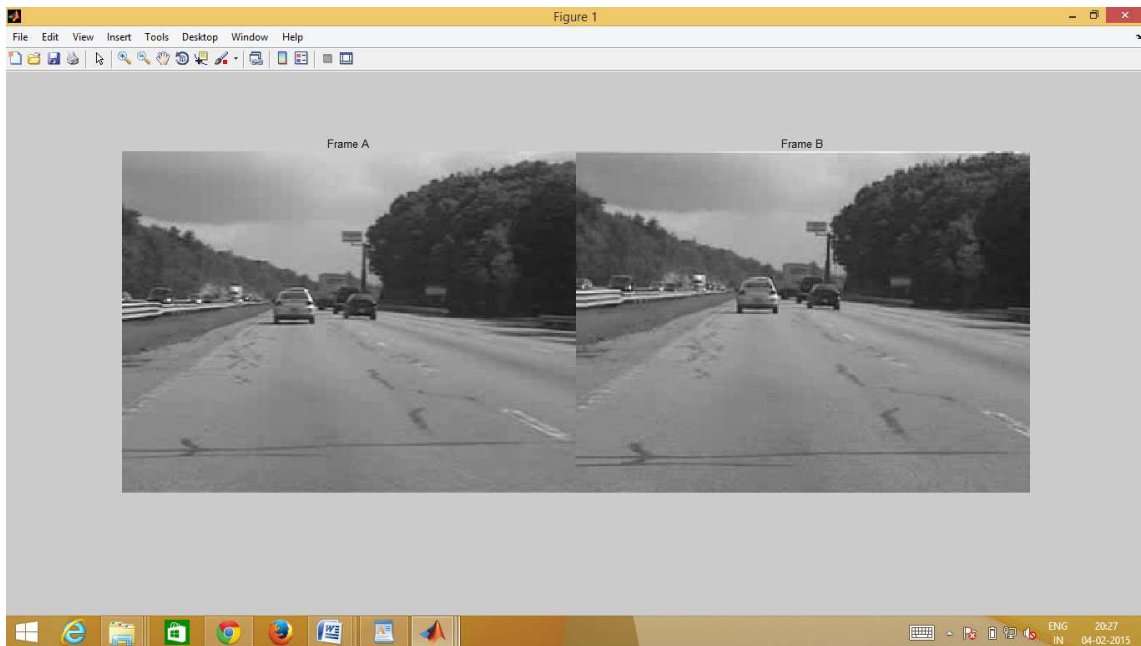 Figure 1
File Edit View Insert Tools Desktop Window Help
Frame A Frame B
ENG 20:27
IN 04-02-2015